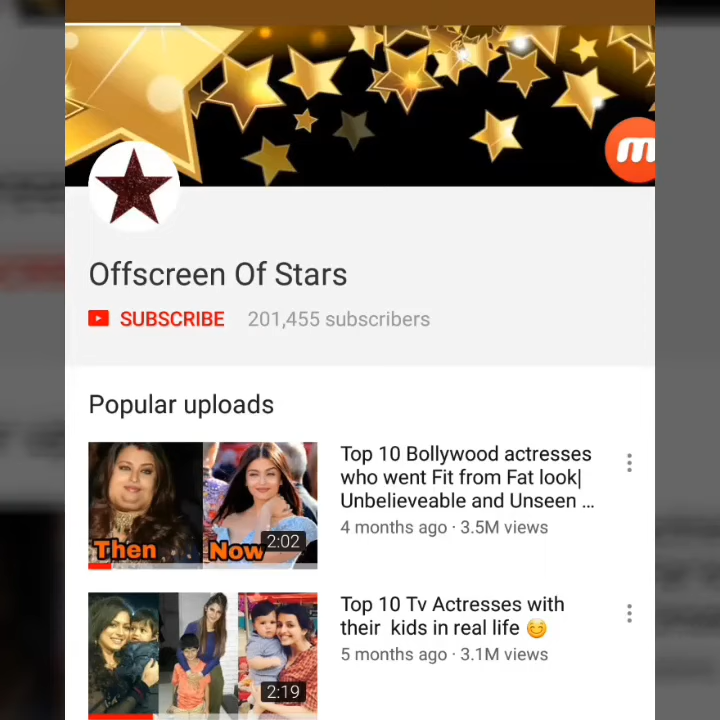 m
Offscreen Of Stars
SUBSCRIBE 201,455 subscribers
Popular uploads
Top 10 Bollywood actresses
who went Fit from Fat look|
Unbelieveable and Unseen ...
4 months ago · 3.5M views
Then Now 2:02
Top 10 Tv Actresses with
their kids in real life 😊
5 months ago · 3.1M views
2:19